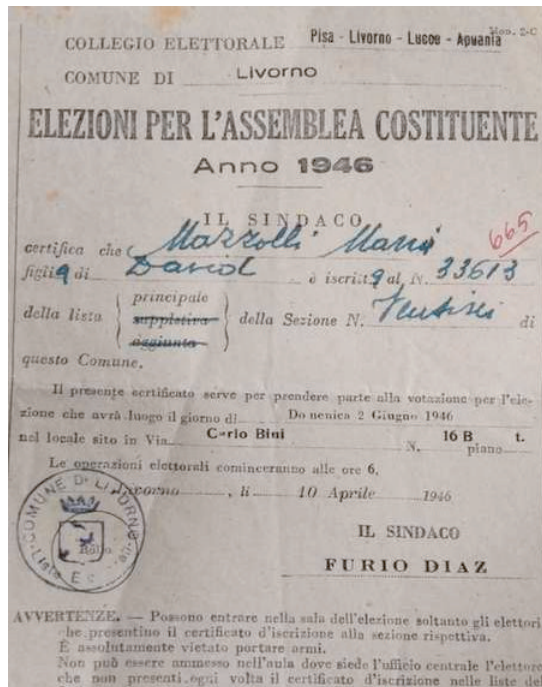 Mod. 2-C
COLLEGIO ELETTORALE Pisa - Livorno - Lucca - Apuania
COMUNE DI Livorno
ELEZIONI PER L'ASSEMBLEA COSTITUENTE
Anno 1946
IL SINDACO
665
certifica che Mazzolli Maria
figlia di David è iscritta al N. 33613
principale
della lista suppletiva della Sezione N. Ventisei di
aggiunta
questo Comune.
Il presente certificato serve per prendere parte alla votazione per l'ele-
zione che avrà luogo il giorno di Domenica 2 Giugno 1946
nel locale sito in Via Carlo Bini N. 16 B piano t.
Le operazioni elettorali cominceranno alle ore 6.
Livorno, li 10 Aprile 1946
COMUNE DI LIVORNO
Bollo
IL SINDACO
FURIO DIAZ
AVVERTENZE. — Possono entrare nella sala dell'elezione soltanto gli elettori
che presentino il certificato d'iscrizione alla sezione rispettiva.
È assolutamente vietato portare armi.
Non può essere ammesso nell'aula dove siede l'ufficio centrale l'elettore
che non presenti ogni volta il certificato d'iscrizione nelle liste del